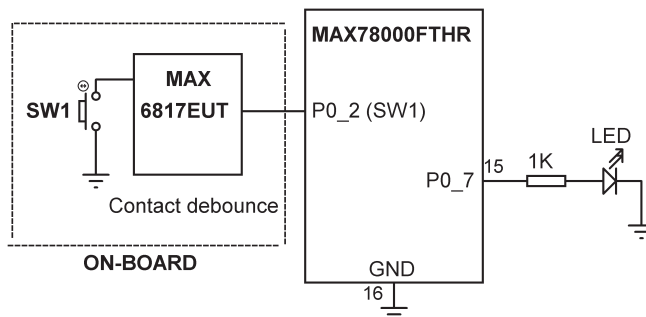 MAX78000FTHR
MAX
6817EUT
SW1
P0_2 (SW1)
LED
15
1K
P0_7
Contact debounce
ON-BOARD
GND
16